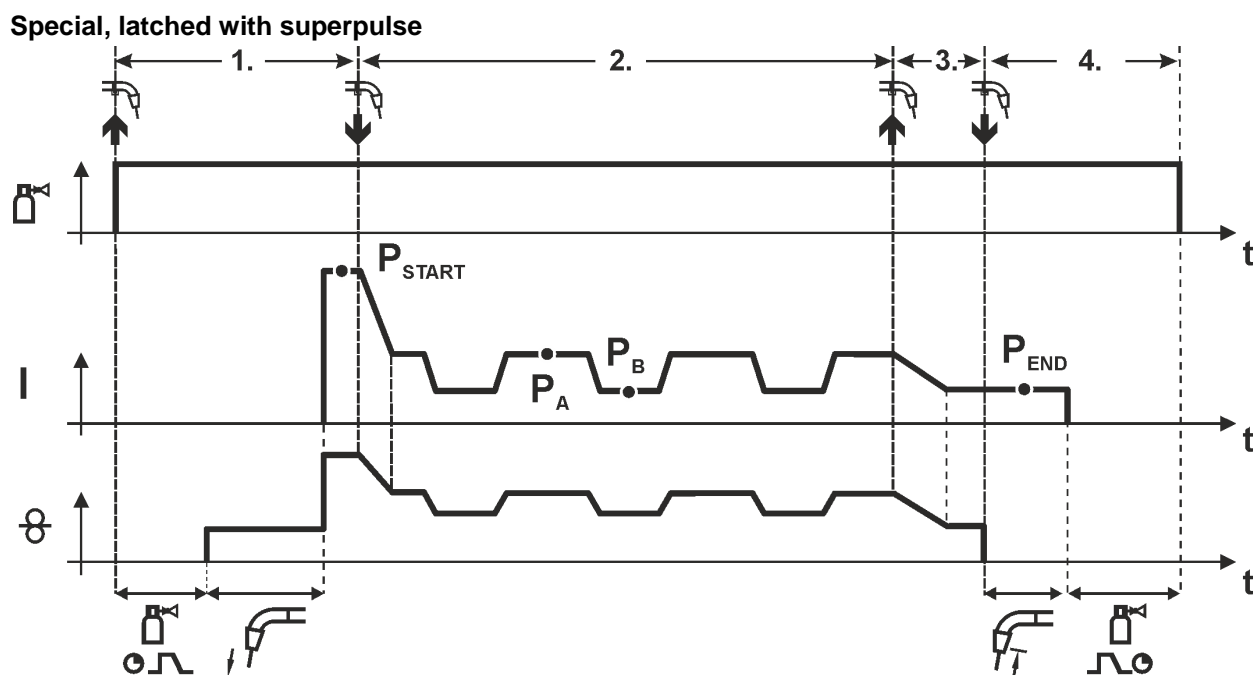 Special, latched with superpulse
1. 2. 3. 4.
t
PSTART
PB
PA
PEND
I
t
t